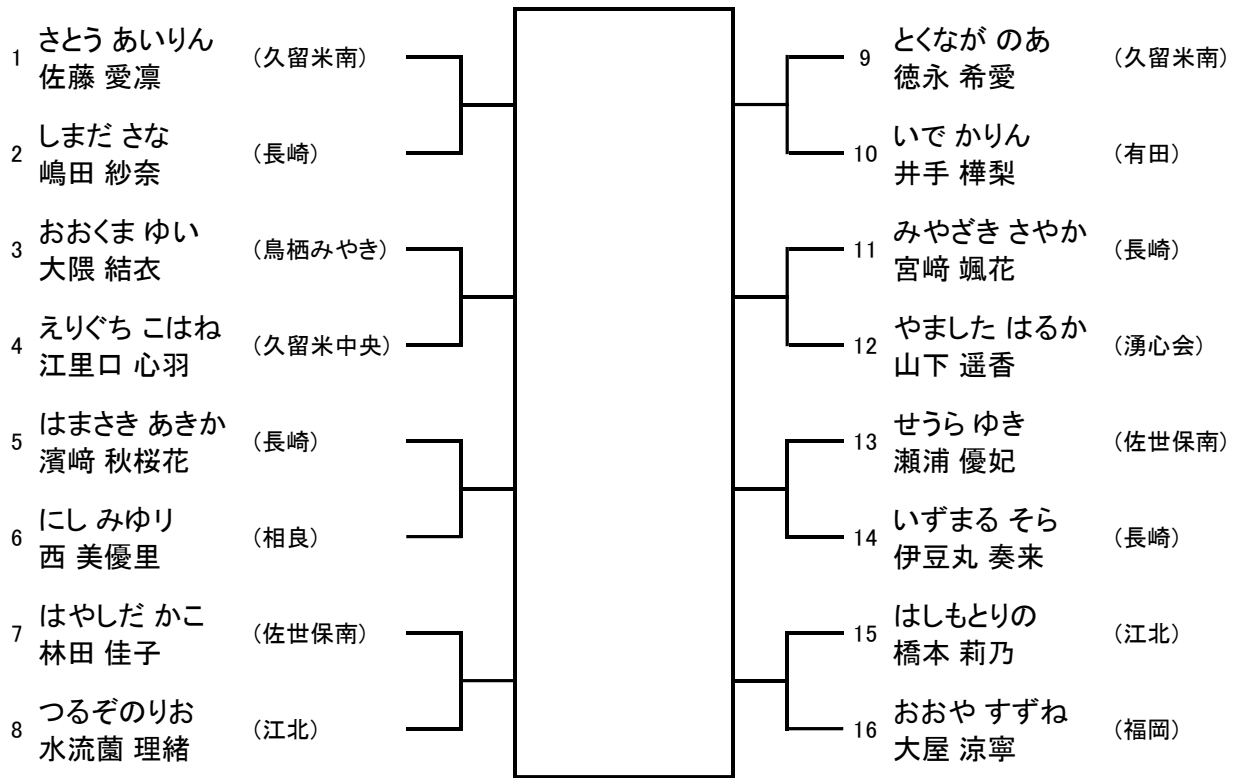 1 さとう あいりん (久留米南)
佐藤 愛凛
2 しまだ さな (長崎)
嶋田 紗奈
3 おおくま ゆい (鳥栖みやき)
大隈 結衣
4 えりぐち こはね (久留米中央)
江里口 心羽
5 はまさき あきか (長崎)
濱﨑 秋桜花
6 にし みゆり (相良)
西 美優里
7 はやしだ かこ (佐世保南)
林田 佳子
8 つるぞのりお (江北)
水流薗 理緒
9 とくなが のあ (久留米南)
徳永 希愛
10 いで かりん (有田)
井手 樺梨
11 みやざき さやか (長崎)
宮﨑 颯花
12 やました はるか (湧心会)
山下 遥香
13 せうら ゆき (佐世保南)
瀬浦 優妃
14 いずまる そら (長崎)
伊豆丸 奏来
15 はしもとりの (江北)
橋本 莉乃
16 おおや すずね (福岡)
大屋 涼寧